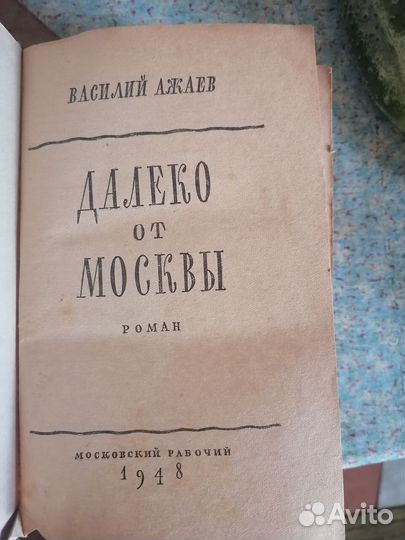 ВАСИЛИЙ АЖАЕВ
ДАЛЕКО
ОТ
МОСКВЫ
РОМАН
МОСКОВСКИЙ РАБОЧИЙ
1948
Avito